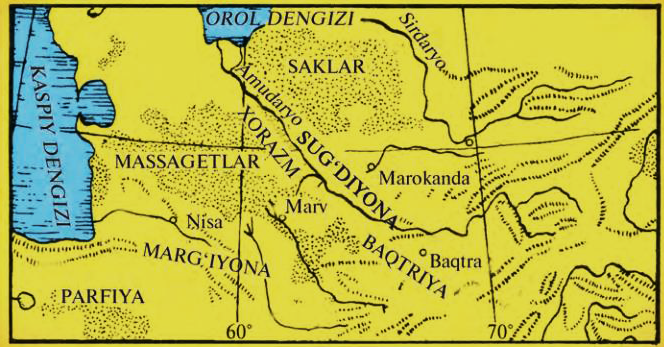 OROL DENGIZI
Sirdaryo
KASPIY DENGIZI
SAKLAR
Amudaryo
XORAZM
SUG‘DIYONA
MASSAGETLAR
Marokanda
Marv
Nisa
MARG‘IYONA
BAQTRIYA
Baqtra
PARFIYA
60°
70°